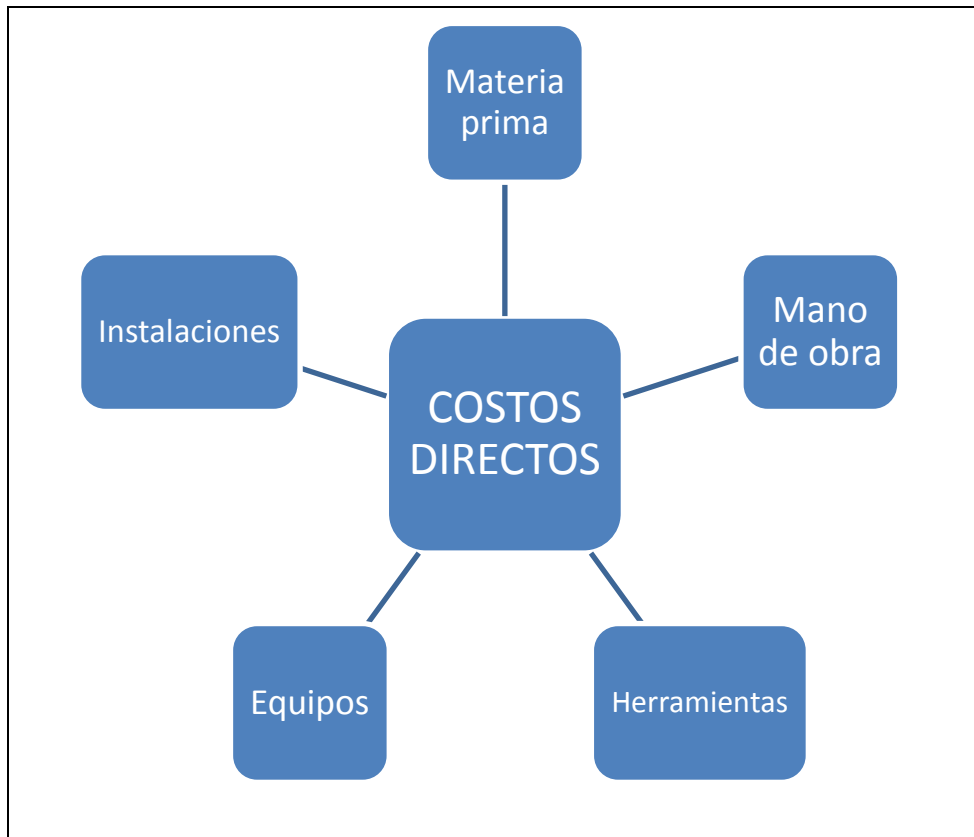 Materia
prima
Instalaciones
Mano
de obra
COSTOS
DIRECTOS
Equipos
Herramientas